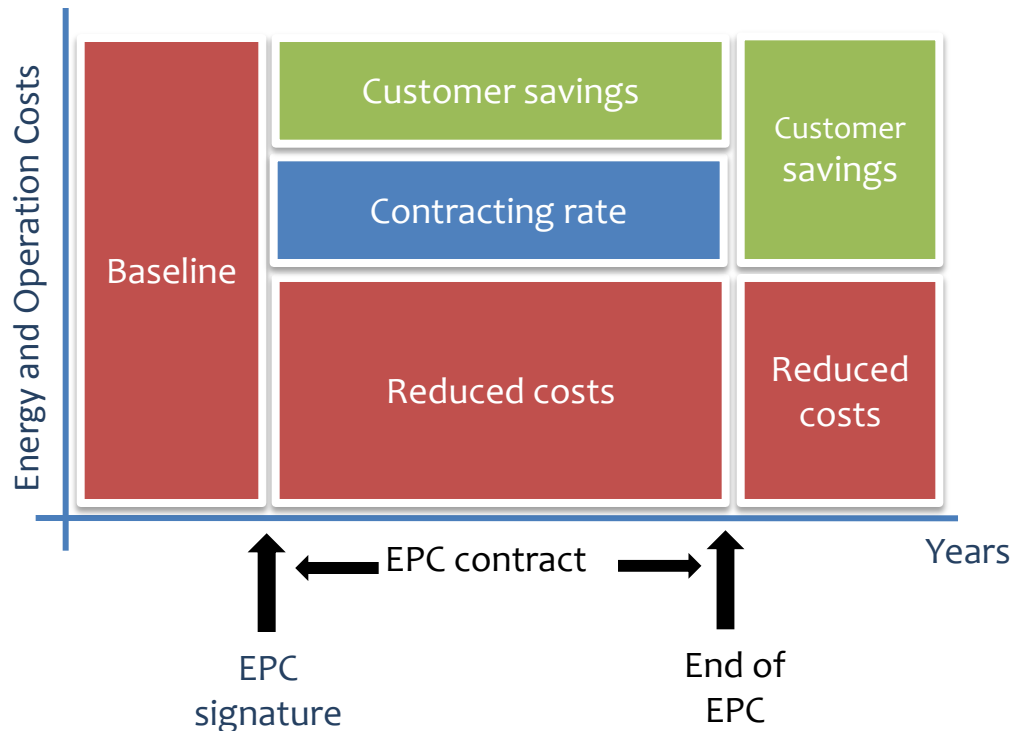 Energy and Operation Costs
Baseline
Customer savings
Contracting rate
Reduced costs
Customer
savings
Reduced
costs
EPC contract
Years
EPC
signature
End of
EPC